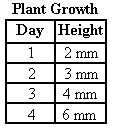 Plant Growth
Day Height
1 2 mm
2 3 mm
3 4 mm
4 6 mm